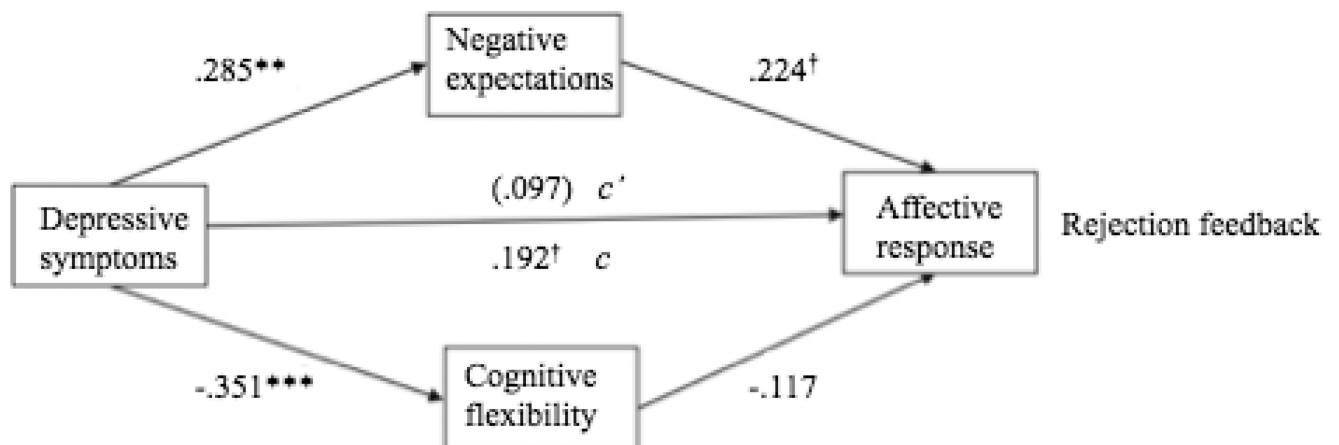 Negative
expectations
.285**
.224†
(.097) c′
Depressive
symptoms
Affective
response
Rejection feedback
.192† c
-.351***
Cognitive
flexibility
-.117